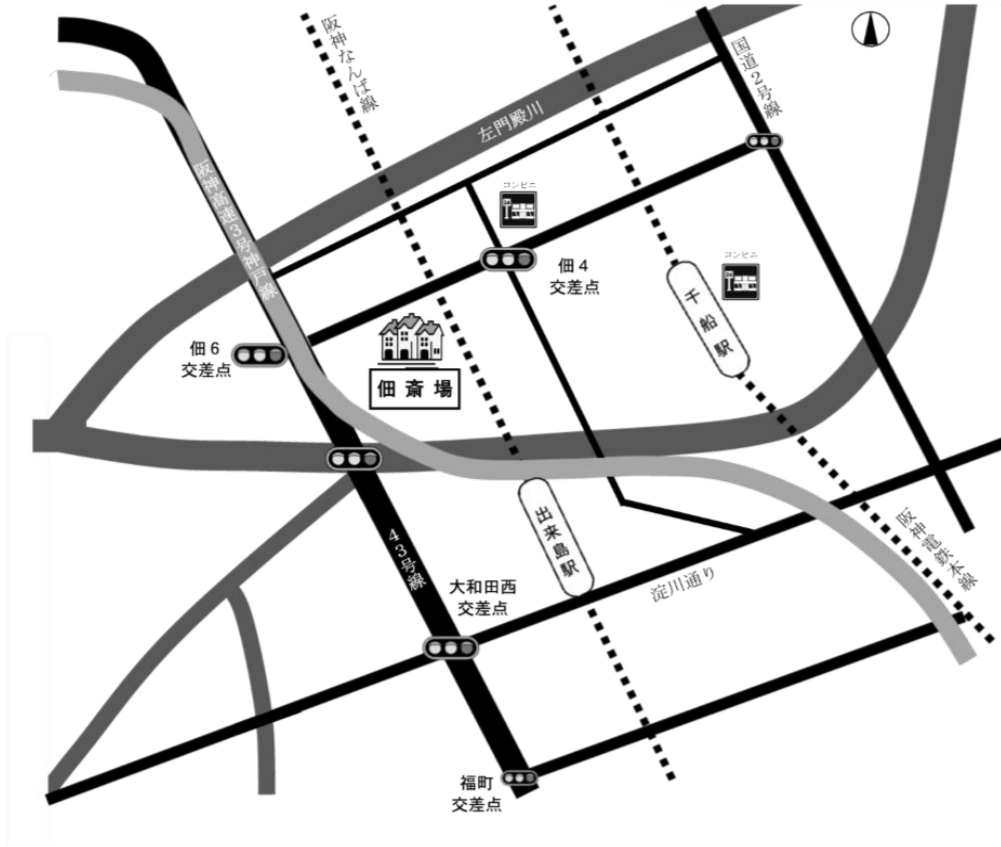 阪神なんば線
国道2号線
左門殿川
コンビニ
阪神高速3号神戸線
佃4
交差点
コンビニ
千船駅
佃6
交差点
佃斎場
出来島駅
阪神電鉄本線
43号線
大和田西
交差点
淀川通り
福町
交差点